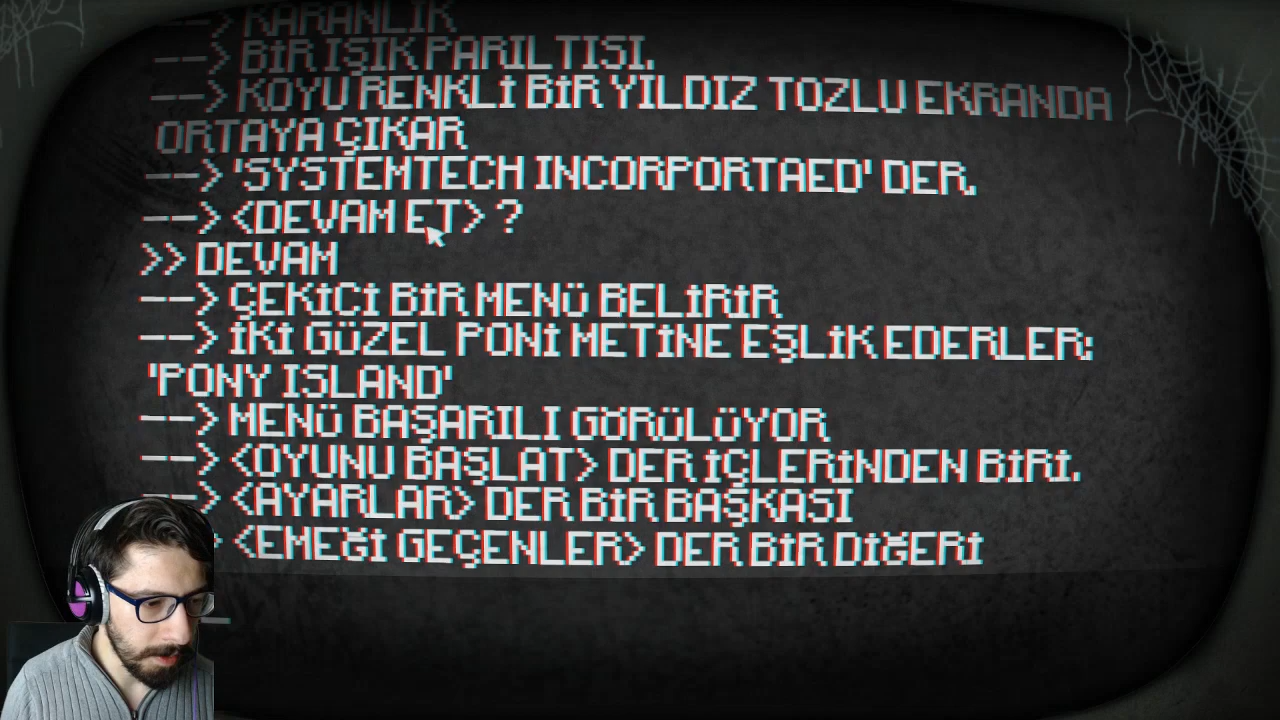 --> KARANLIK
--> BİR IŞIK PARILTISI.
--> KOYU RENKLİ BİR YILDIZ TOZLU EKRANDA
ORTAYA ÇIKAR
--> 'SYSTEMTECH INCORPORTAED' DER.
--> <DEVAM ET> ?
>> DEVAM
--> ÇEKİCİ BİR MENÜ BELİRİR
--> İKİ GÜZEL PONİ METİNE EŞLİK EDERLER:
'PONY ISLAND'
--> MENÜ BAŞARILI GÖRÜLÜYOR
--> <OYUNU BAŞLAT> DER İÇLERİNDEN BİRİ.
--> <AYARLAR> DER BİR BAŞKASI
> <EMEĞİ GEÇENLER> DER BİR DİĞERİ